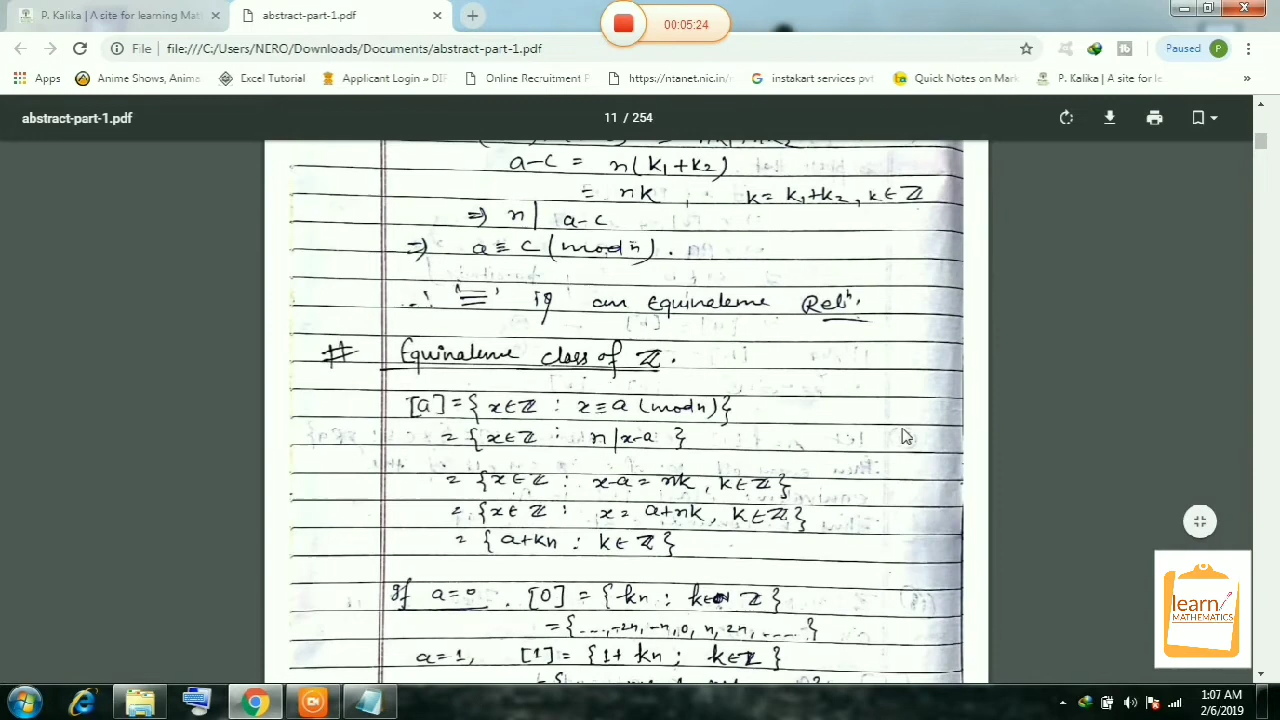 P. Kalika | A site for learning Math
abstract-part-1.pdf
00:05:24
File | file:///C:/Users/NERO/Downloads/Documents/abstract-part-1.pdf
Paused P
Apps Anime Shows, Anima Excel Tutorial Applicant Login » DIF Online Recruitment P https://ntanet.nic.in/r instakart services pvt Quick Notes on Mark P. Kalika | A site for le »
abstract-part-1.pdf 11 / 254
a-c = n(k₁+k₂)
= nk ; k = k₁+k₂, k∈ℤ
⇒ n | a-c
⇒ a ≡ c (mod n).
∴ '≡' is an Equivalence Relⁿ.
# Equivalence class of ℤ.
[a] = { x∈ℤ : x ≡ a (mod n)}
= {x∈ℤ : n | x-a }
= {x∈ℤ : x-a = nk, k∈ℤ}
= {x∈ℤ : x = a+nk, k∈ℤ}
= { a+kn : k∈ℤ}
If a=0. [0] = {kn : k∈ ℤ}
= {...., -2n, -n, 0, n, 2n, .....}
a=1, [1] = {1+kn ; k∈ℤ}
learn
MATHEMATICS
1:07 AM
2/6/2019